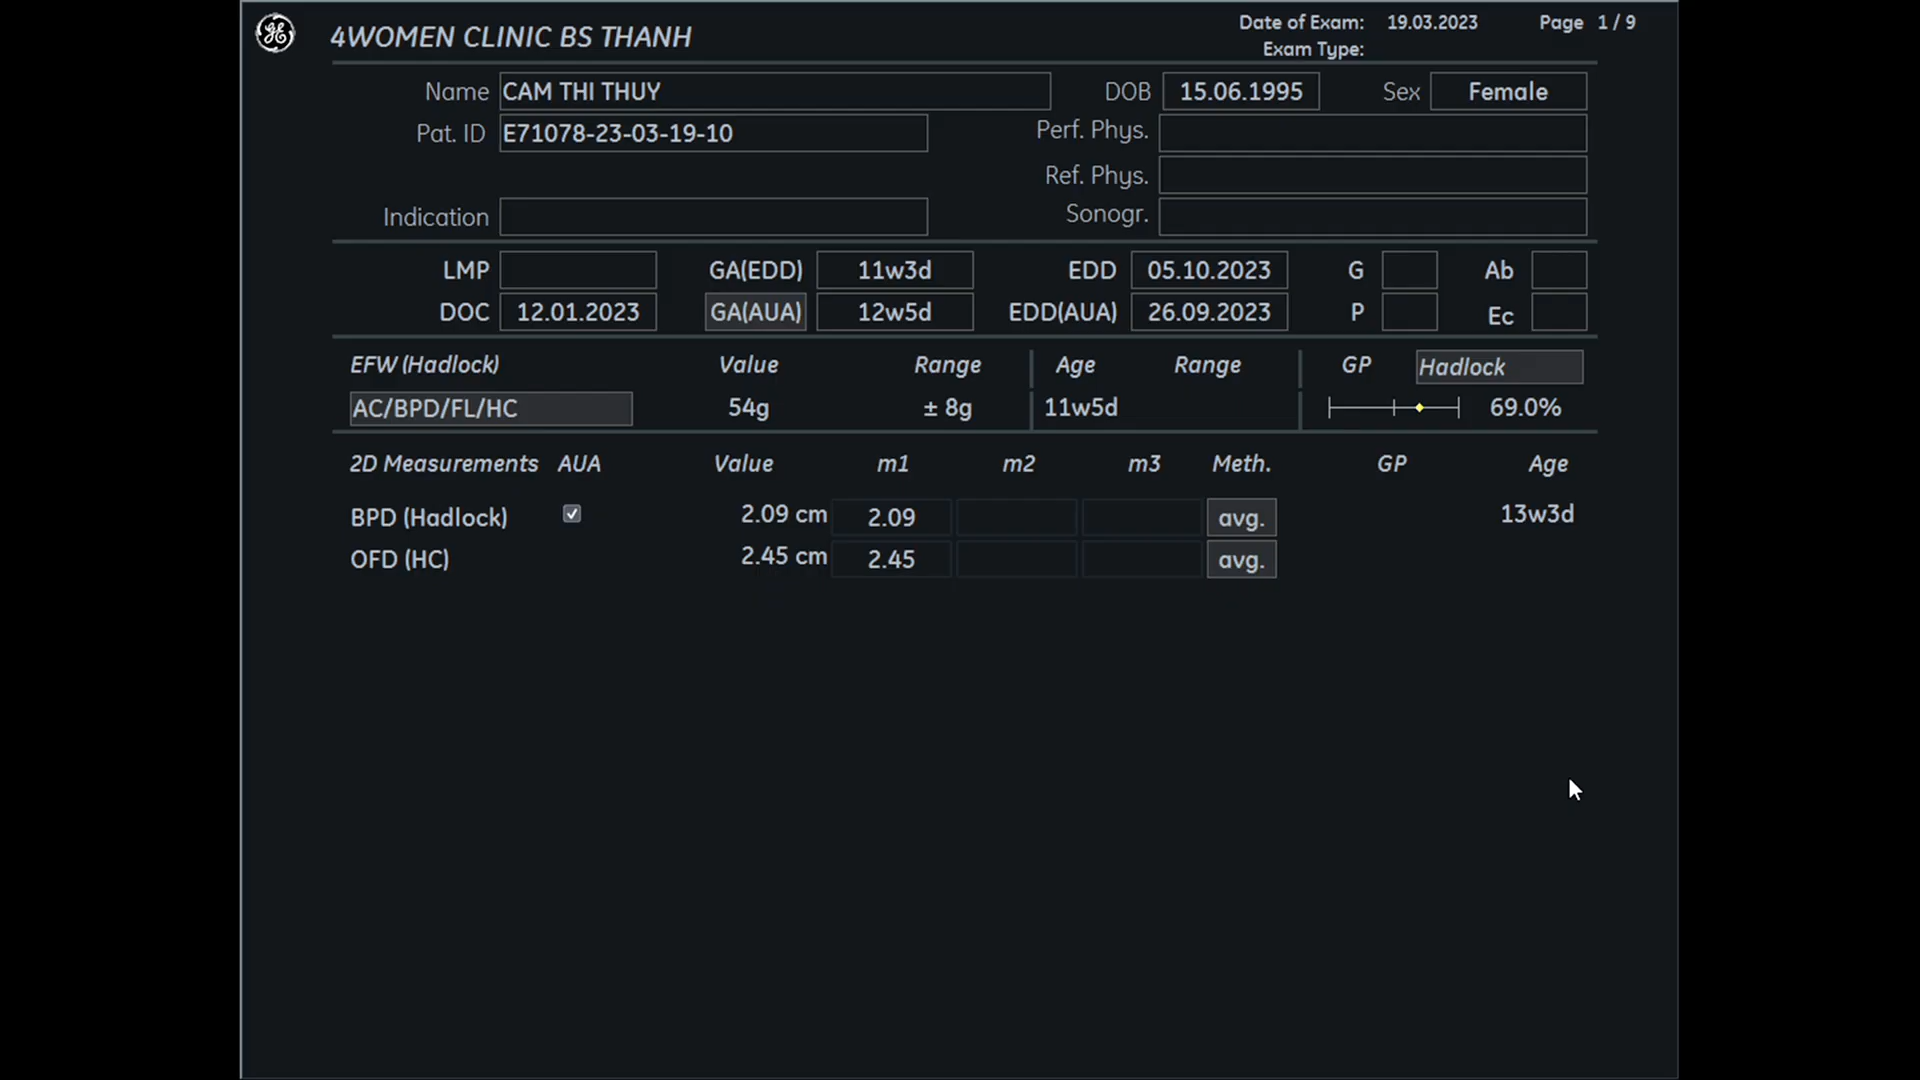 4WOMEN CLINIC BS THANH
Date of Exam: 19.03.2023 Page 1 / 9
Exam Type:
Name CAM THI THUY DOB 15.06.1995 Sex Female
Pat. ID E71078-23-03-19-10 Perf. Phys.
Ref. Phys.
Indication Sonogr.
LMP GA(EDD) 11w3d EDD 05.10.2023 G Ab
DOC 12.01.2023 GA(AUA) 12w5d EDD(AUA) 26.09.2023 P Ec
EFW (Hadlock) Value Range Age Range GP Hadlock
AC/BPD/FL/HC 54g ± 8g 11w5d 69.0%
2D Measurements AUA Value m1 m2 m3 Meth. GP Age
BPD (Hadlock) 2.09 cm 2.09 avg. 13w3d
OFD (HC) 2.45 cm 2.45 avg.